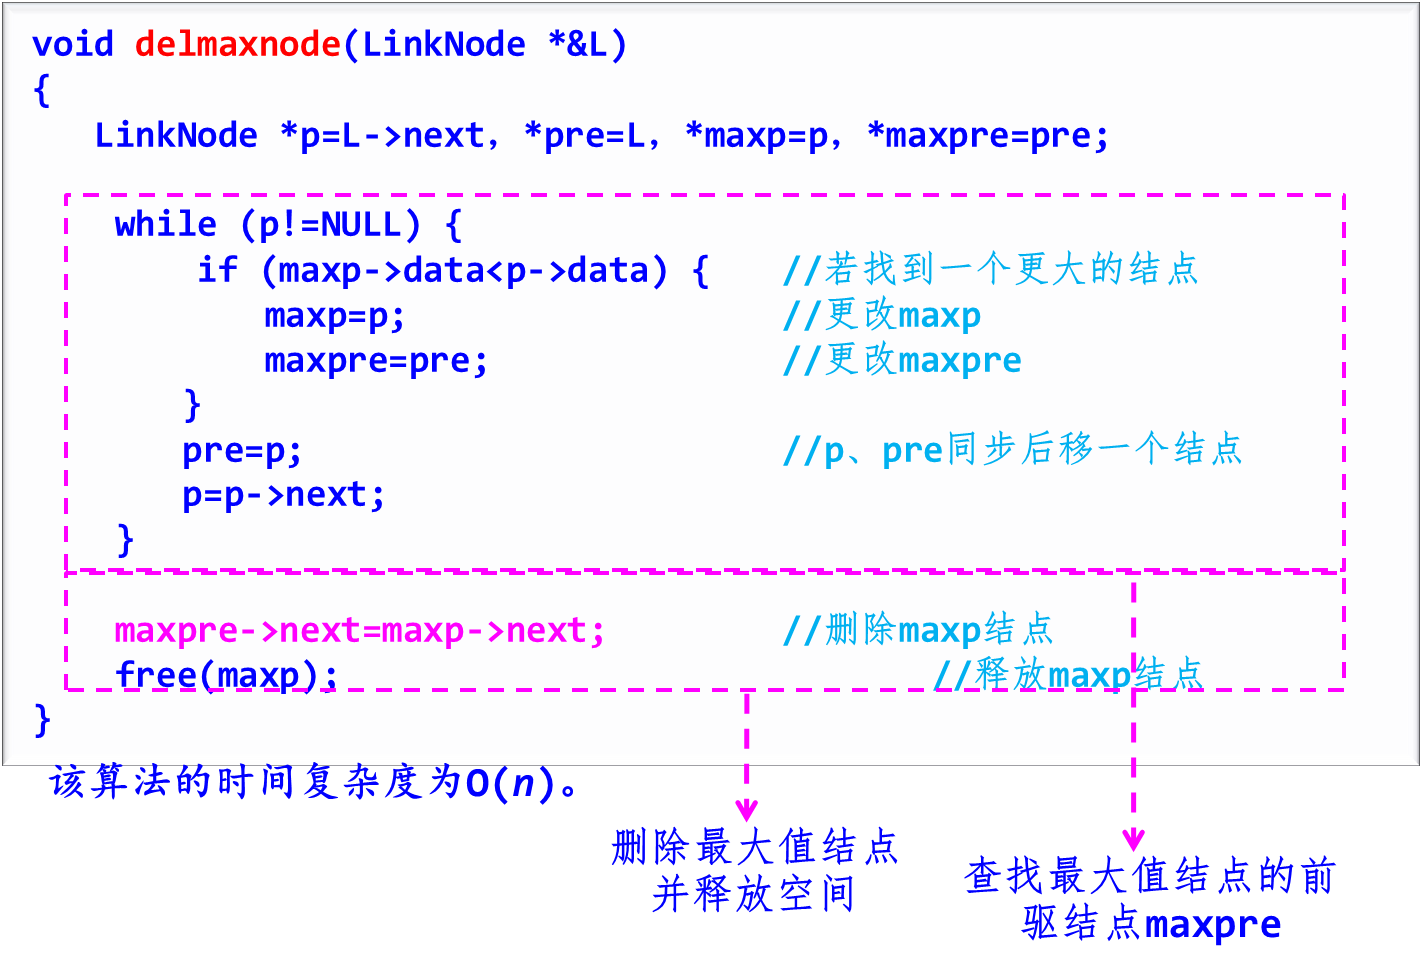 void delmaxnode(LinkNode *&L)
{
LinkNode *p=L->next，*pre=L，*maxp=p，*maxpre=pre;
while (p!=NULL) {
if (maxp->data<p->data) { //若找到一个更大的结点
maxp=p; //更改maxp
maxpre=pre; //更改maxpre
}
pre=p; //p、pre同步后移一个结点
p=p->next;
}
maxpre->next=maxp->next; //删除maxp结点
free(maxp); //释放maxp结点
}
该算法的时间复杂度为O(n)。
删除最大值结点
并释放空间
查找最大值结点的前
驱结点maxpre